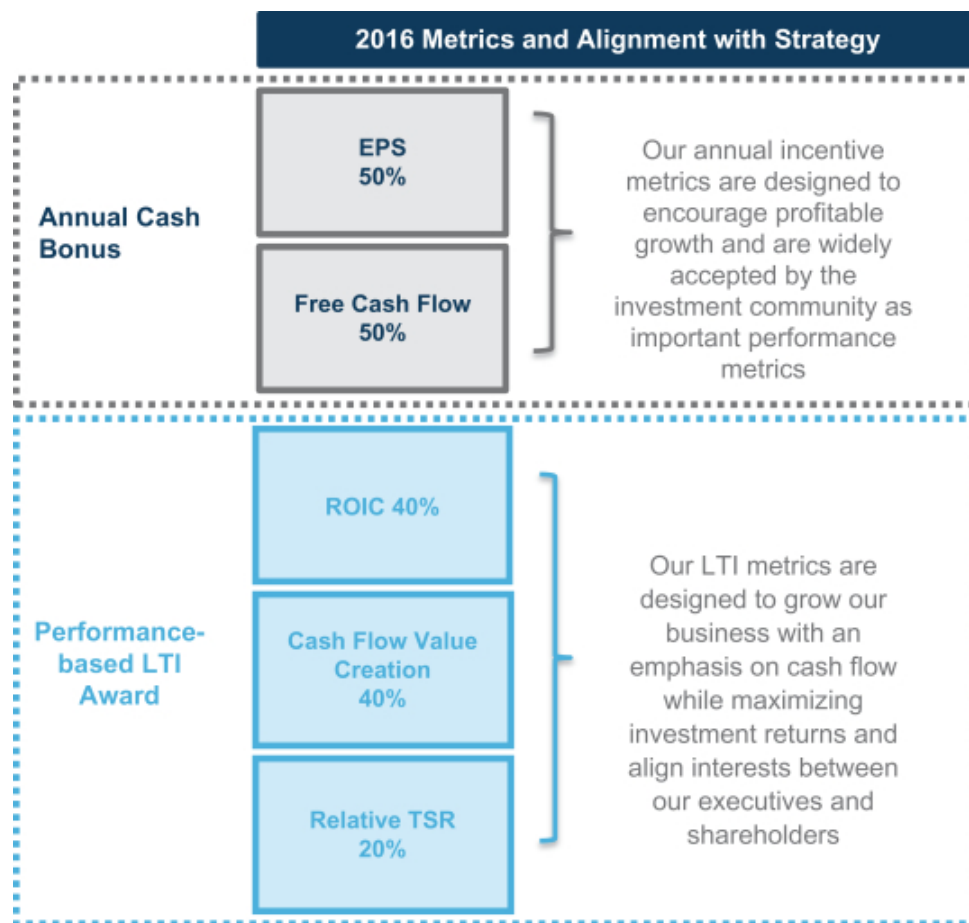 2016 Metrics and Alignment with Strategy
Annual Cash
Bonus
EPS
50%
Free Cash Flow
50%
Our annual incentive
metrics are designed to
encourage profitable
growth and are widely
accepted by the
investment community as
important performance
metrics
Performance-
based LTI
Award
ROIC 40%
Cash Flow Value
Creation
40%
Relative TSR
20%
Our LTI metrics are
designed to grow our
business with an
emphasis on cash flow
while maximizing
investment returns and
align interests between
our executives and
shareholders